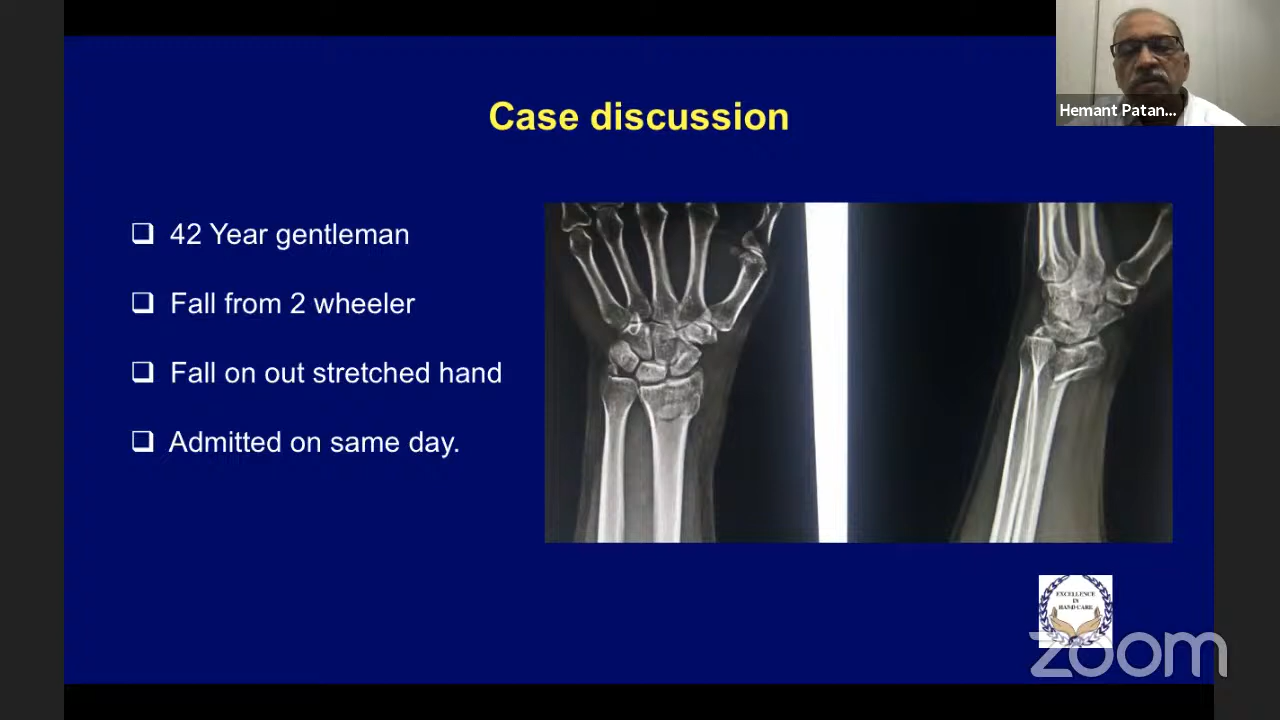 Case discussion
Hemant Patan...
42 Year gentleman
Fall from 2 wheeler
Fall on out stretched hand
Admitted on same day.
EXCELLENCE
IN
HAND CARE
zoom